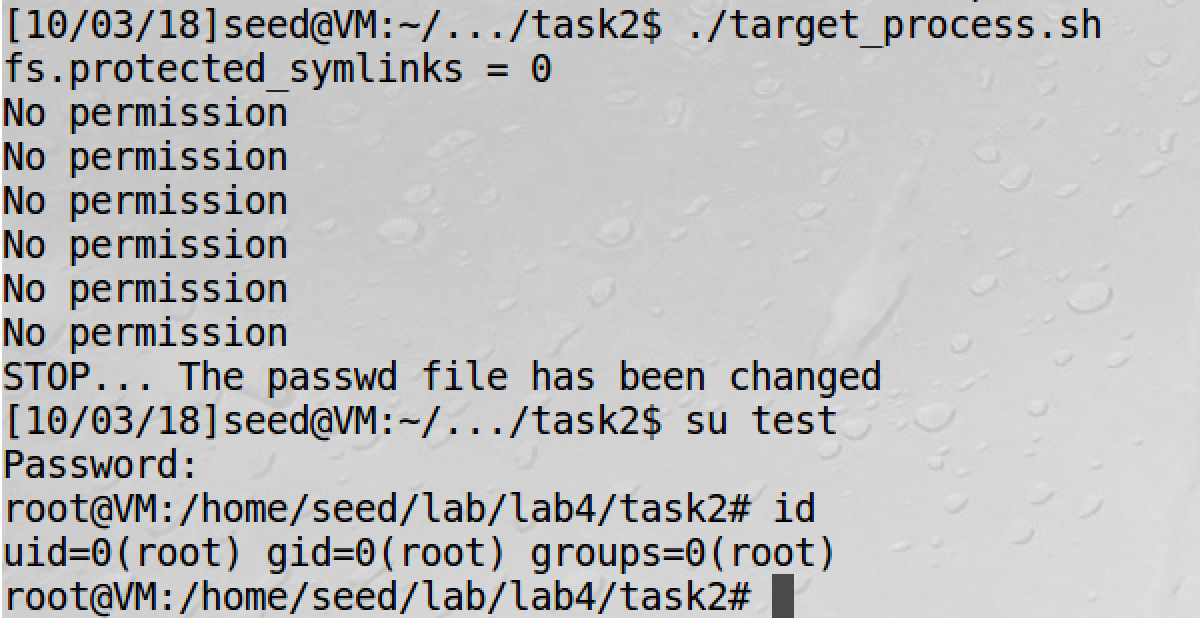 [10/03/18]seed@VM:~/.../task2$ ./target_process.sh
fs.protected_symlinks = 0
No permission
No permission
No permission
No permission
No permission
No permission
STOP... The passwd file has been changed
[10/03/18]seed@VM:~/.../task2$ su test
Password:
root@VM:/home/seed/lab/lab4/task2# id
uid=0(root) gid=0(root) groups=0(root)
root@VM:/home/seed/lab/lab4/task2#